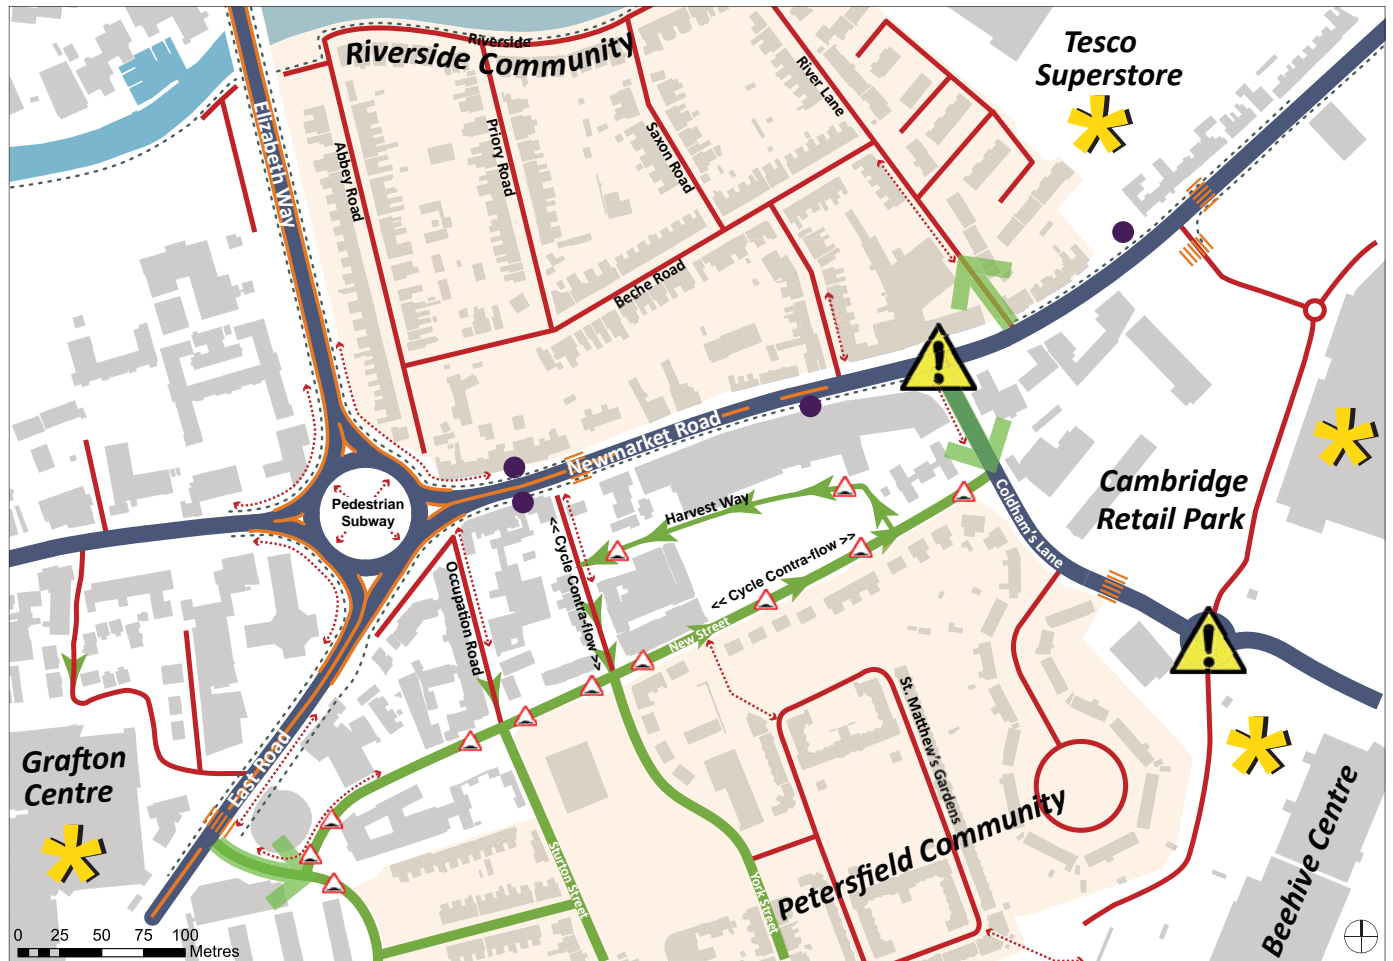 Riverside
Riverside Community
Tesco
Superstore
Elizabeth Way
Abbey Road
Priory Road
Saxon Road
River Lane
Beche Road
Newmarket Road
Pedestrian
Subway
Harvest Way
<< Cycle Contra-flow >>
<< Cycle Contra-flow >>
New Street
Occupation Road
Coldham's Lane
Cambridge
Retail Park
St. Matthew's Gardens
Petersfield Community
Grafton
Centre
East Road
Sturton Street
York Street
Beehive Centre
0 25 50 75 100
Metres